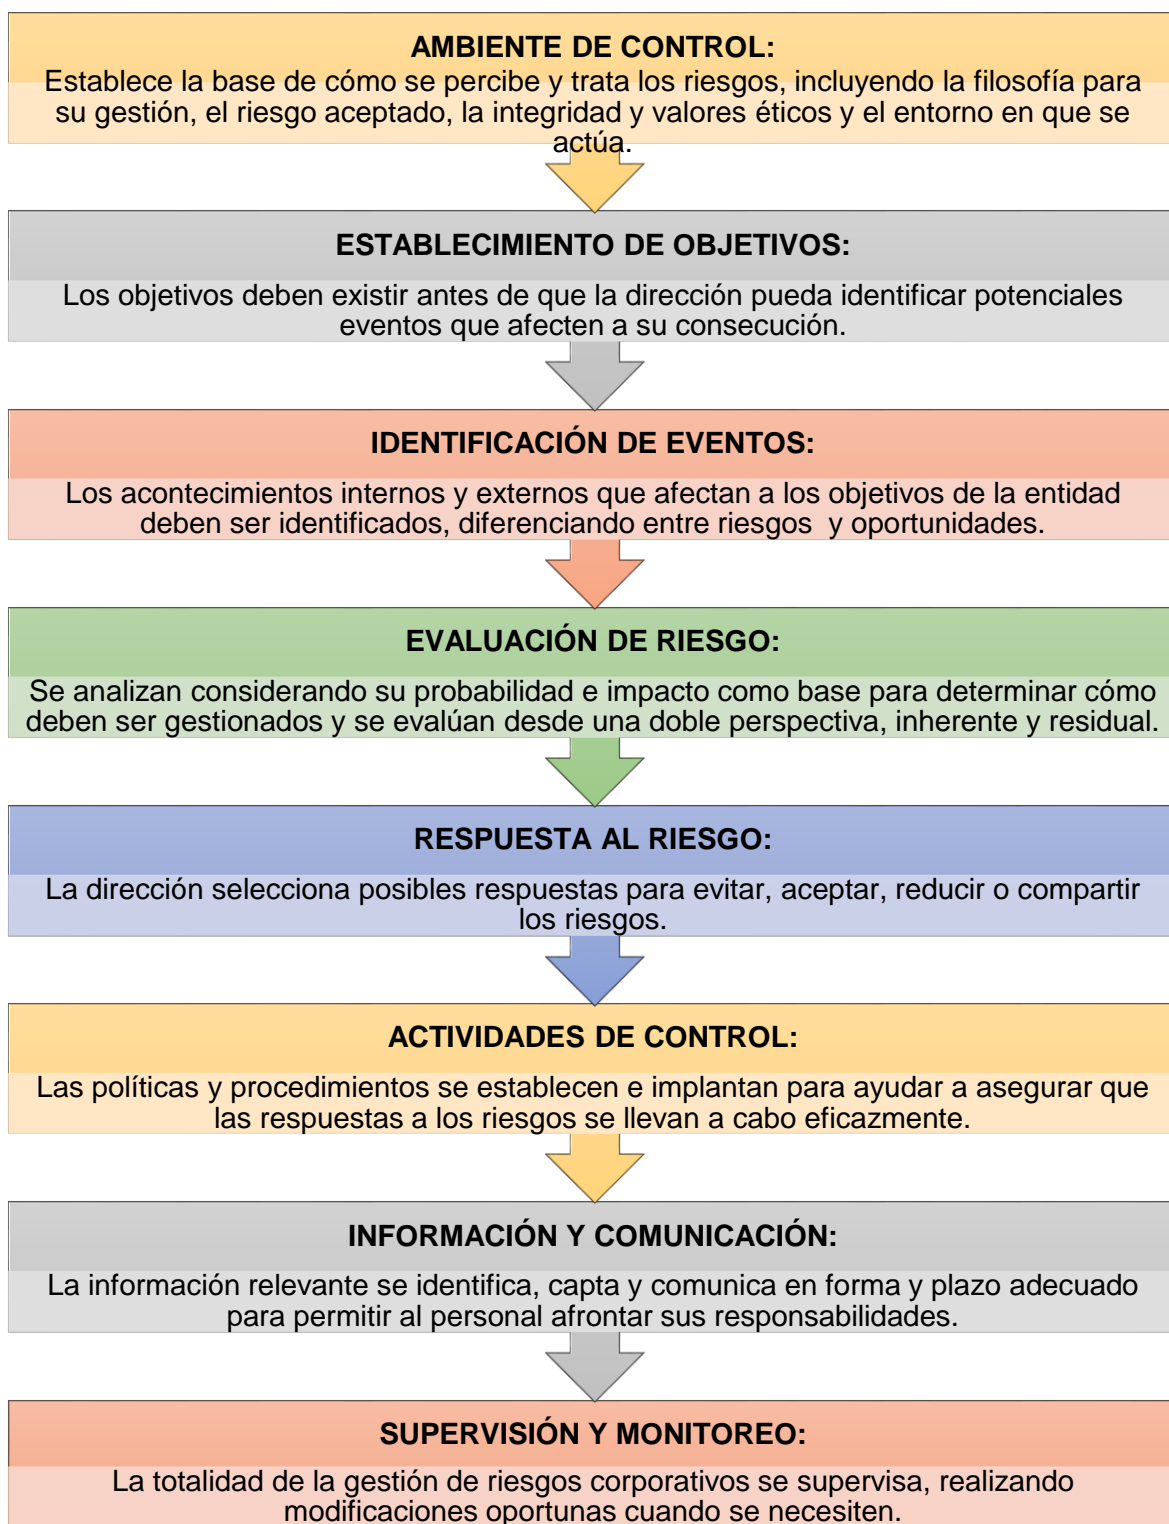 AMBIENTE DE CONTROL:
Establece la base de cómo se percibe y trata los riesgos, incluyendo la filosofía para
su gestión, el riesgo aceptado, la integridad y valores éticos y el entorno en que se
actúa.
ESTABLECIMIENTO DE OBJETIVOS:
Los objetivos deben existir antes de que la dirección pueda identificar potenciales
eventos que afecten a su consecución.
IDENTIFICACIÓN DE EVENTOS:
Los acontecimientos internos y externos que afectan a los objetivos de la entidad
deben ser identificados, diferenciando entre riesgos  y oportunidades.
EVALUACIÓN DE RIESGO:
Se analizan considerando su probabilidad e impacto como base para determinar cómo
deben ser gestionados y se evalúan desde una doble perspectiva, inherente y residual.
RESPUESTA AL RIESGO:
La dirección selecciona posibles respuestas para evitar, aceptar, reducir o compartir
los riesgos.
ACTIVIDADES DE CONTROL:
Las políticas y procedimientos se establecen e implantan para ayudar a asegurar que
las respuestas a los riesgos se llevan a cabo eficazmente.
INFORMACIÓN Y COMUNICACIÓN:
La información relevante se identifica, capta y comunica en forma y plazo adecuado
para permitir al personal afrontar sus responsabilidades.
SUPERVISIÓN Y MONITOREO:
La totalidad de la gestión de riesgos corporativos se supervisa, realizando
modificaciones oportunas cuando se necesiten.